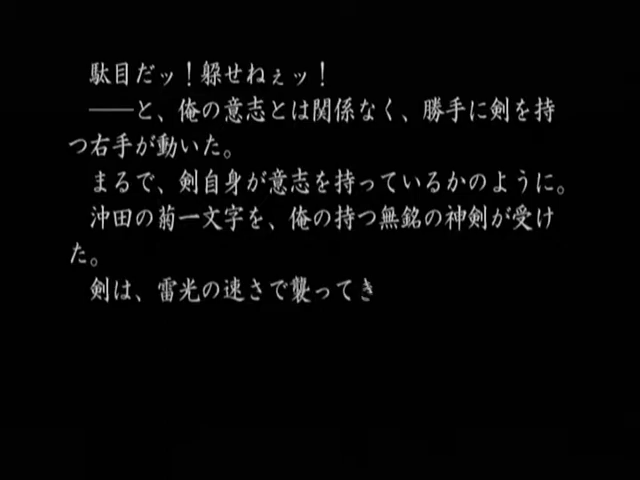 駄目だッ！躱せねぇッ！
――と、俺の意志とは関係なく、勝手に剣を持
つ右手が動いた。
まるで、剣自身が意志を持っているかのように。
沖田の菊一文字を、俺の持つ無銘の神剣が受け
た。
剣は、雷光の速さで襲ってき